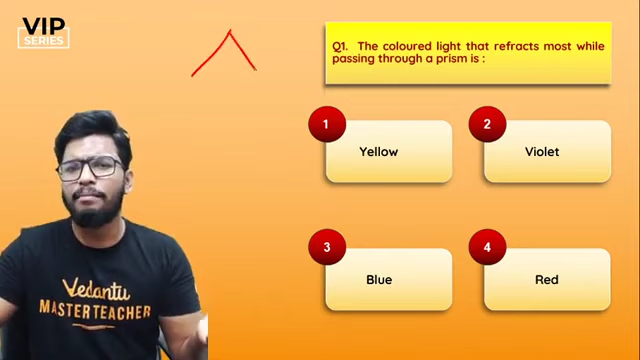 VIP
SERIES
Q1. The coloured light that refracts most while
passing through a prism is :
1
Yellow
2
Violet
3
Blue
4
Red
Vedantu
MASTER TEACHER